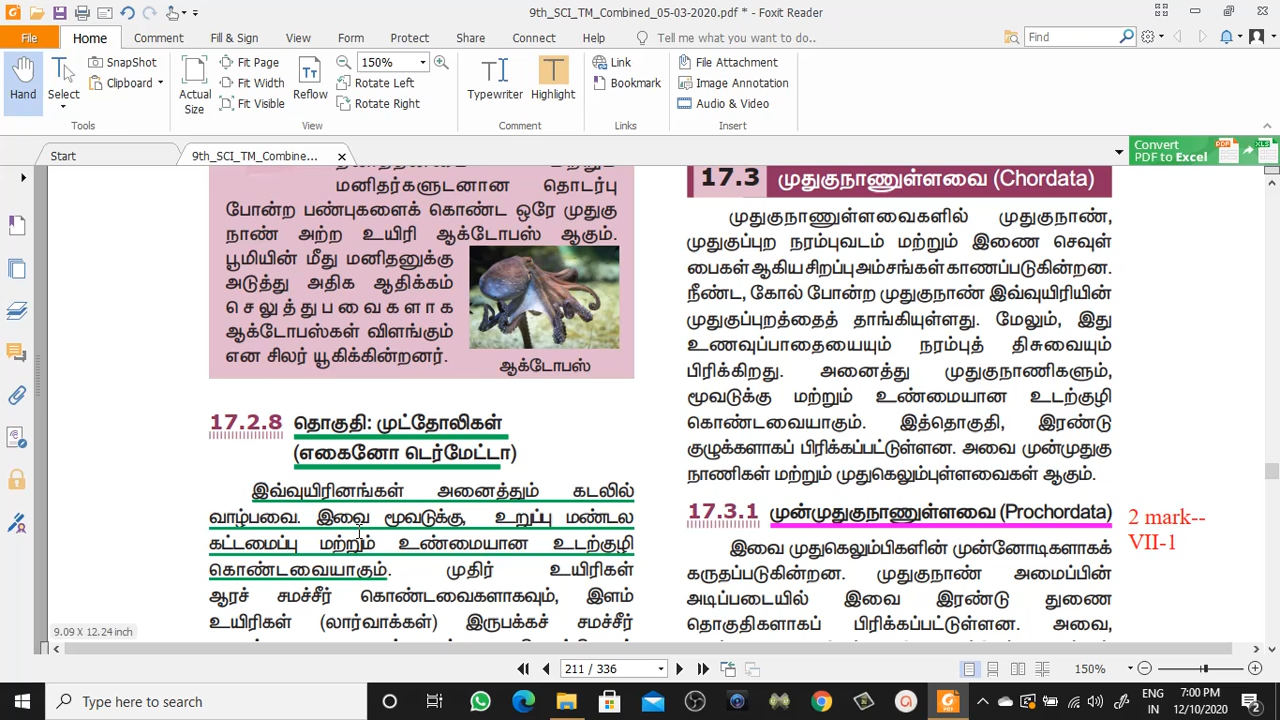 9th_SCI_TM_Combined_05-03-2020.pdf * - Foxit Reader
File Home Comment Fill & Sign View Form Protect Share Connect Help Tell me what you want to do.. Find
Hand
Select
SnapShot
Clipboard
Actual Size
Fit Page
Fit Width
Fit Visible
Reflow
150%
Rotate Left
Rotate Right
Typewriter
Highlight
Link
Bookmark
File Attachment
Image Annotation
Audio & Video
Tools View Comment Links Insert
Start 9th_SCI_TM_Combine...
Convert
PDF to Excel
மனிதர்களுடனான தொடர்பு
போன்ற பண்புகளைக் கொண்ட ஒரே முதுகு
நாண் அற்ற உயிரி ஆக்டோபஸ் ஆகும்.
பூமியின் மீது மனிதனுக்கு
அடுத்து அதிக ஆதிக்கம்
செலுத்துபவைகளாக
ஆக்டோபஸ்கள் விளங்கும்
என சிலர் யூகிக்கின்றனர்.
ஆக்டோபஸ்
17.2.8 தொகுதி: முட்தோலிகள்
(எகைனோ டெர்மேட்டா)
இவ்வுயிரினங்கள் அனைத்தும் கடலில்
வாழ்பவை. இவை மூவடுக்கு, உறுப்பு மண்டல
கட்டமைப்பு மற்றும் உண்மையான உடற்குழி
கொண்டவையாகும். முதிர் உயிரிகள்
ஆரச் சமச்சீர் கொண்டவைகளாகவும், இளம்
உயிரிகள் (லார்வாக்கள்) இருபக்கச் சமச்சீர்
17.3 முதுகுநாணுள்ளவை (Chordata)
முதுகுநாணுள்ளவைகளில் முதுகுநாண்,
முதுகுப்புற நரம்புவடம் மற்றும் இணை செவுள்
பைகள் ஆகிய சிறப்பு அம்சங்கள் காணப்படுகின்றன.
நீண்ட, கோல் போன்ற முதுகுநாண் இவ்வுயிரியின்
முதுகுப்புறத்தைத் தாங்கியுள்ளது. மேலும், இது
உணவுப்பாதையையும் நரம்புத் திசுவையும்
பிரிக்கிறது. அனைத்து முதுகுநாணிகளும்,
மூவடுக்கு மற்றும் உண்மையான உடற்குழி
கொண்டவையாகும். இத்தொகுதி, இரண்டு
குழுக்களாகப் பிரிக்கப்பட்டுள்ளன. அவை முன்முதுகு
நாணிகள் மற்றும் முதுகெலும்புள்ளவைகள் ஆகும்.
17.3.1 முன்முதுகுநாணுள்ளவை (Prochordata)
இவை முதுகெலும்பிகளின் முன்னோடிகளாகக்
கருதப்படுகின்றன. முதுகுநாண் அமைப்பின்
அடிப்படையில் இவை இரண்டு துணை
தொகுதிகளாகப் பிரிக்கப்பட்டுள்ளன. அவை,
2 mark--
VII-1
9.09 x 12.24 inch
211 / 336
150%
Type here to search
ENG
IN
7:00 PM
12/10/2020